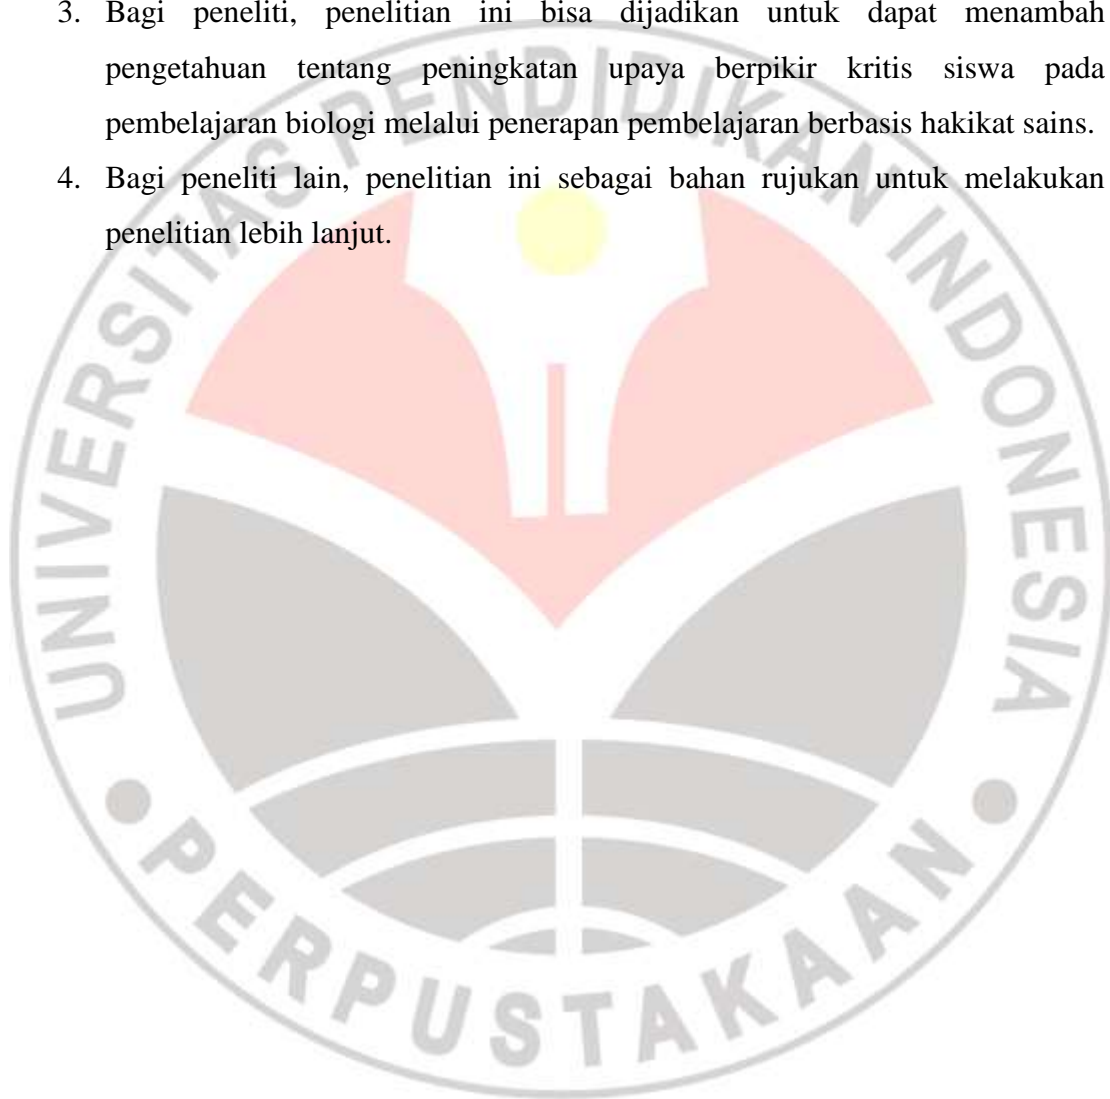 3. Bagi peneliti, penelitian ini bisa dijadikan untuk dapat menambah
pengetahuan tentang peningkatan upaya berpikir kritis siswa pada
pembelajaran biologi melalui penerapan pembelajaran berbasis hakikat sains.
4. Bagi peneliti lain, penelitian ini sebagai bahan rujukan untuk melakukan
penelitian lebih lanjut.
UNIVERSITAS PENDIDIKAN INDONESIA
PERPUSTAKAAN